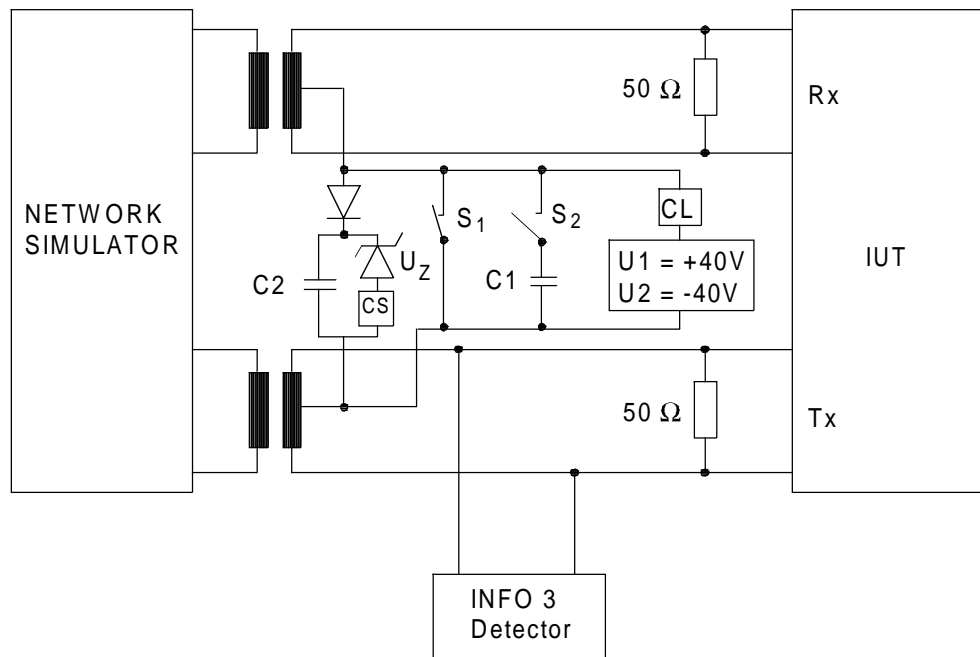 50 Ω
Rx
NETWORK
SIMULATOR
S1
S2
CL
IUT
C2
UZ
CS
C1
U1 = +40V
U2 = -40V
50 Ω
Tx
INFO 3
Detector